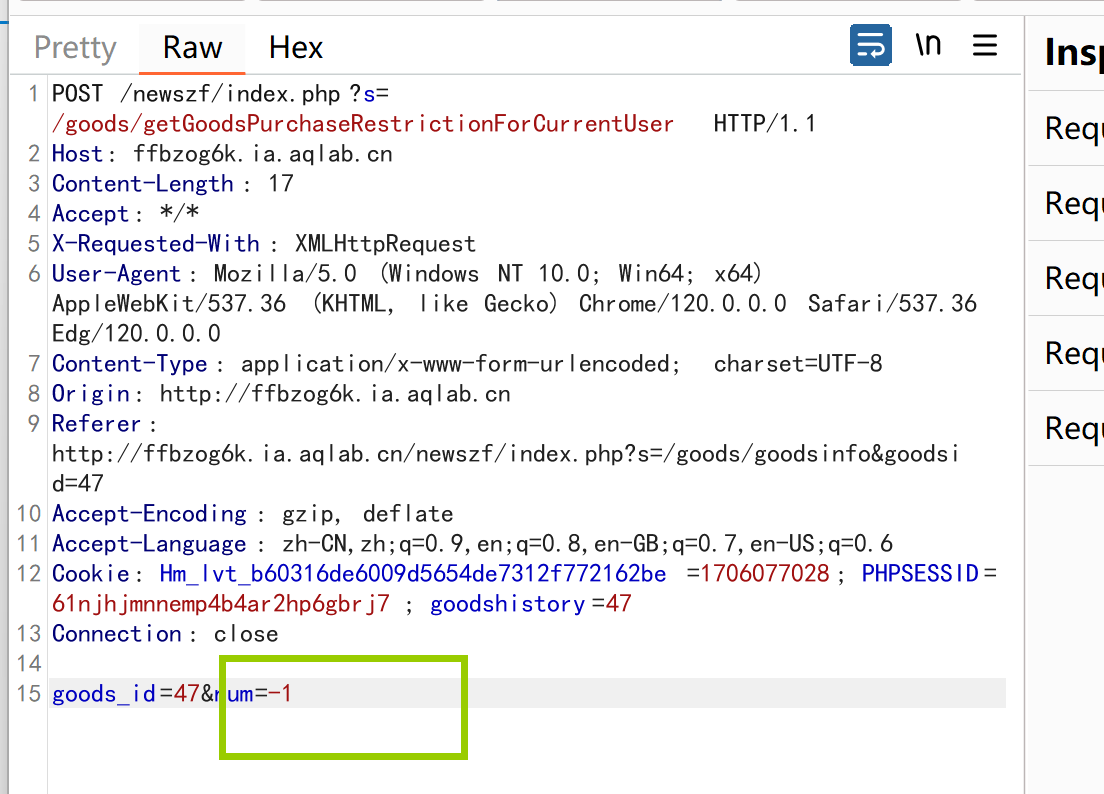 Pretty Raw Hex \n
1 POST /newszf/index.php?s=
/goods/getGoodsPurchaseRestrictionForCurrentUser HTTP/1.1
2 Host: ffbzog6k.ia.aqlab.cn
3 Content-Length: 17
4 Accept: */*
5 X-Requested-With: XMLHttpRequest
6 User-Agent: Mozilla/5.0 (Windows NT 10.0; Win64; x64)
AppleWebKit/537.36 (KHTML, like Gecko) Chrome/120.0.0.0 Safari/537.36
Edg/120.0.0.0
7 Content-Type: application/x-www-form-urlencoded; charset=UTF-8
8 Origin: http://ffbzog6k.ia.aqlab.cn
9 Referer:
http://ffbzog6k.ia.aqlab.cn/newszf/index.php?s=/goods/goodsinfo&goodsi
d=47
10 Accept-Encoding: gzip, deflate
11 Accept-Language: zh-CN,zh;q=0.9,en;q=0.8,en-GB;q=0.7,en-US;q=0.6
12 Cookie: Hm_lvt_b60316de6009d5654de7312f772162be=1706077028; PHPSESSID=
61njhjmnnemp4b4ar2hp6gbrj7; goodshistory=47
13 Connection: close
14
15 goods_id=47&num=-1
Insp
Requ
Requ
Requ
Requ
Requ